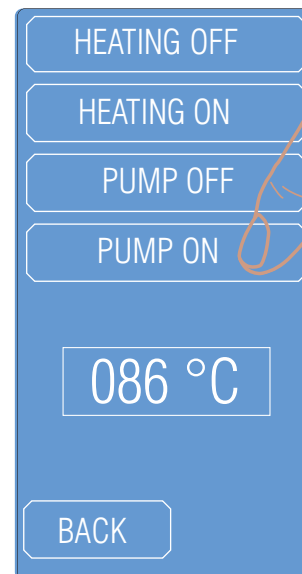 HEATING OFF
HEATING ON
PUMP OFF
PUMP ON
086 °C
BACK